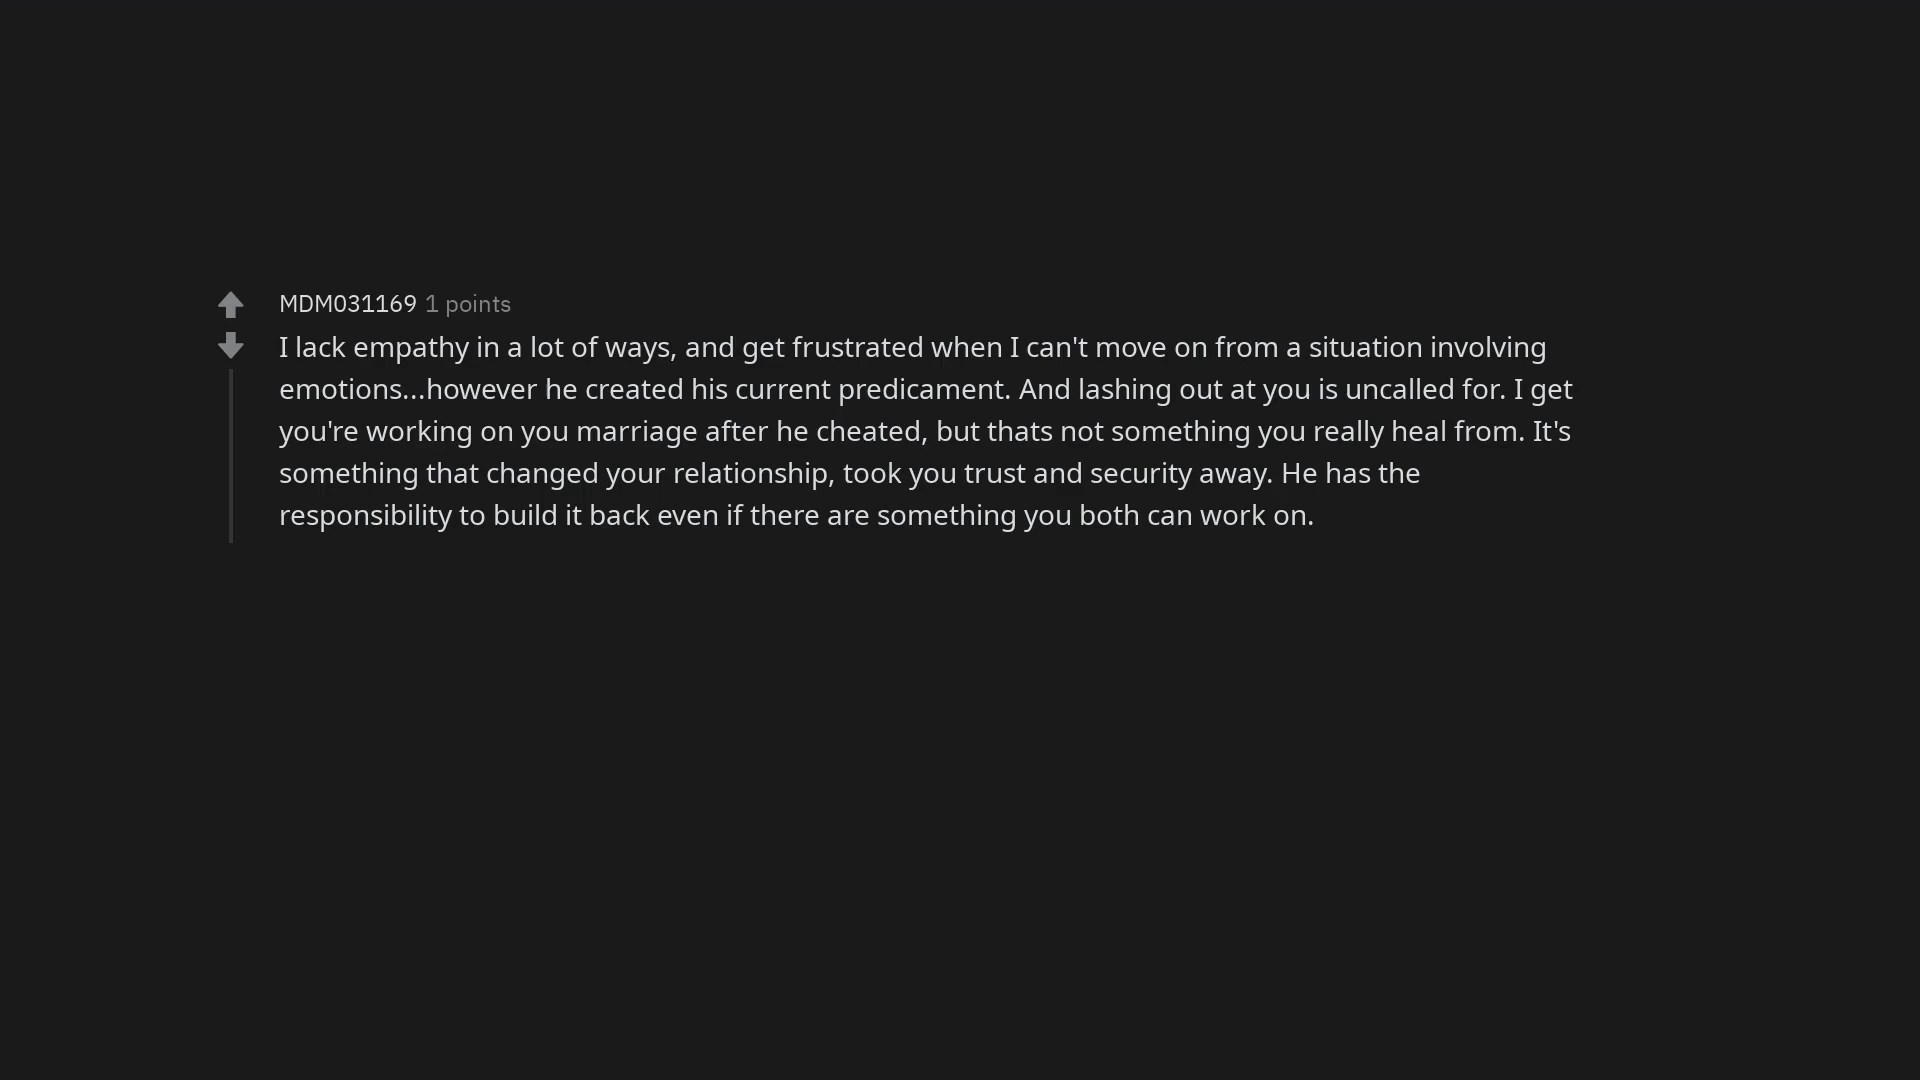 MDM031169 1 points
I lack empathy in a lot of ways, and get frustrated when I can't move on from a situation involving
emotions...however he created his current predicament. And lashing out at you is uncalled for. I get
you're working on you marriage after he cheated, but thats not something you really heal from. It's
something that changed your relationship, took you trust and security away. He has the
responsibility to build it back even if there are something you both can work on.